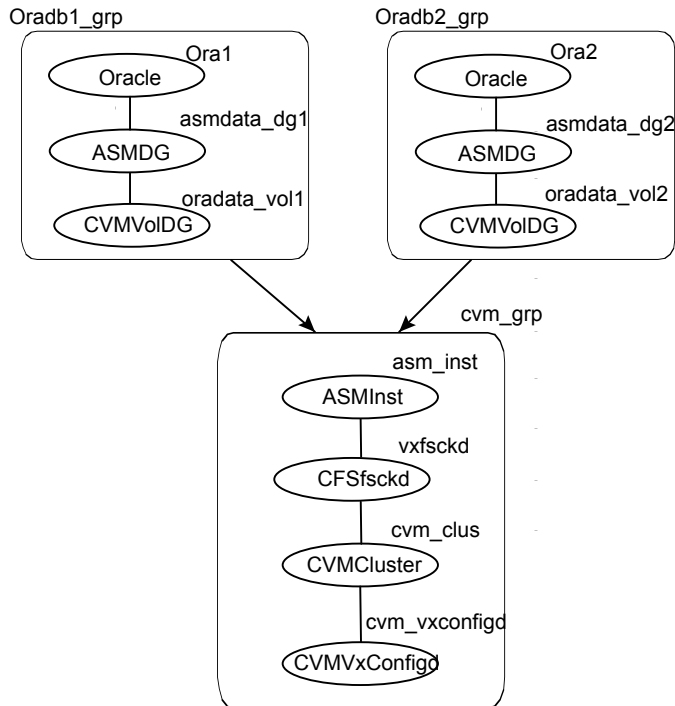 Oradb1_grp
Ora1
Oracle
asmdata_dg1
ASMDG
oradata_vol1
CVMVolDG
Oradb2_grp
Ora2
Oracle
asmdata_dg2
ASMDG
oradata_vol2
CVMVolDG
cvm_grp
asm_inst
ASMInst
vxfsckd
CFSfsckd
cvm_clus
CVMCluster
cvm_vxconfigd
CVMVxConfigd